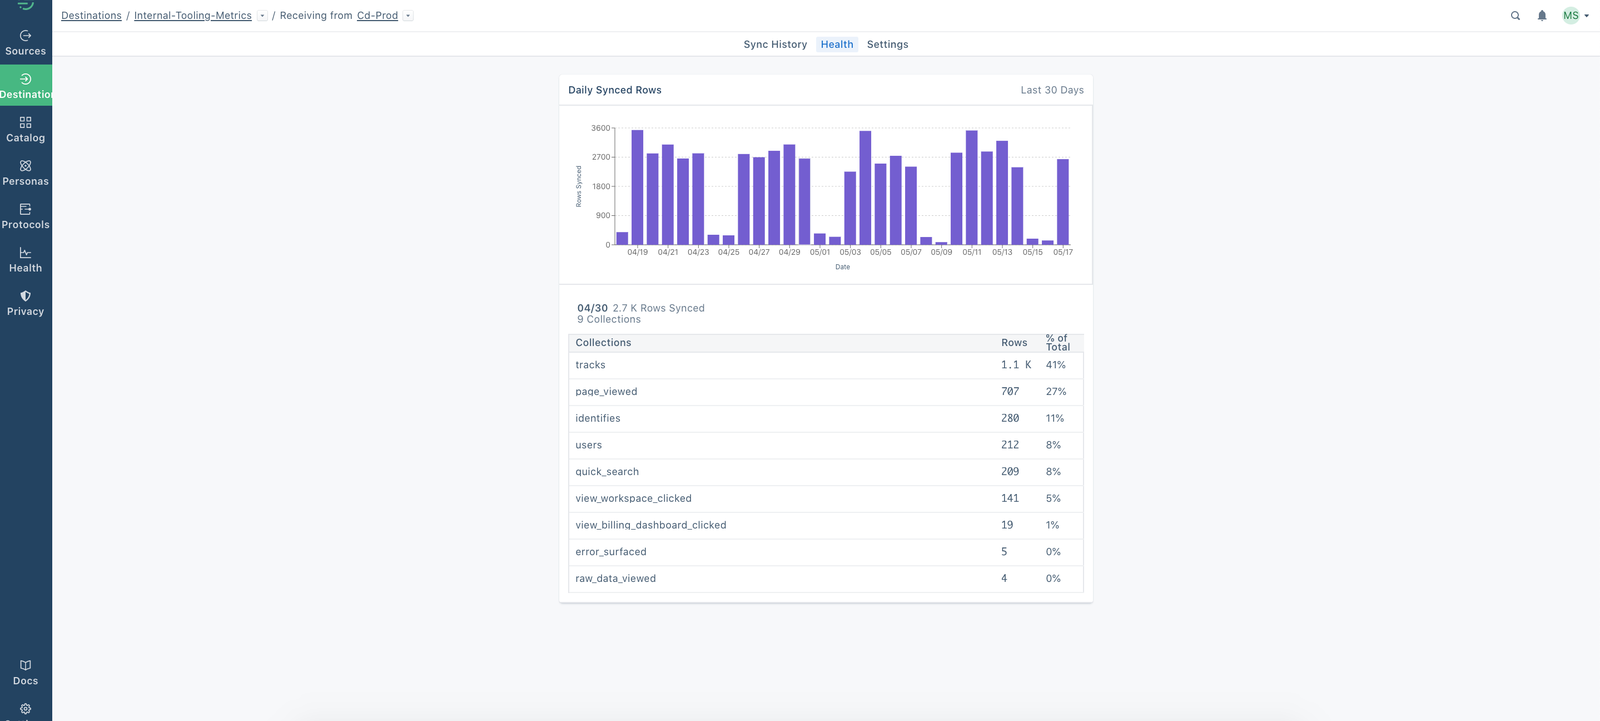 Destinations / Internal-Tooling-Metrics / Receiving from Cd-Prod
MS
Sources
Destinatio
Catalog
Personas
Protocols
Health
Privacy
Docs
Sync History Health Settings
Daily Synced Rows Last 30 Days
3600
2700
1800
900
0
Rows Synced
04/19 04/21 04/23 04/25 04/27 04/29 05/01 05/03 05/05 05/07 05/09 05/11 05/13 05/15 05/17
Date
04/30 2.7 K Rows Synced
9 Collections
Collections Rows % of Total
tracks 1.1 K 41%
page_viewed 707 27%
identifies 280 11%
users 212 8%
quick_search 209 8%
view_workspace_clicked 141 5%
view_billing_dashboard_clicked 19 1%
error_surfaced 5 0%
raw_data_viewed 4 0%